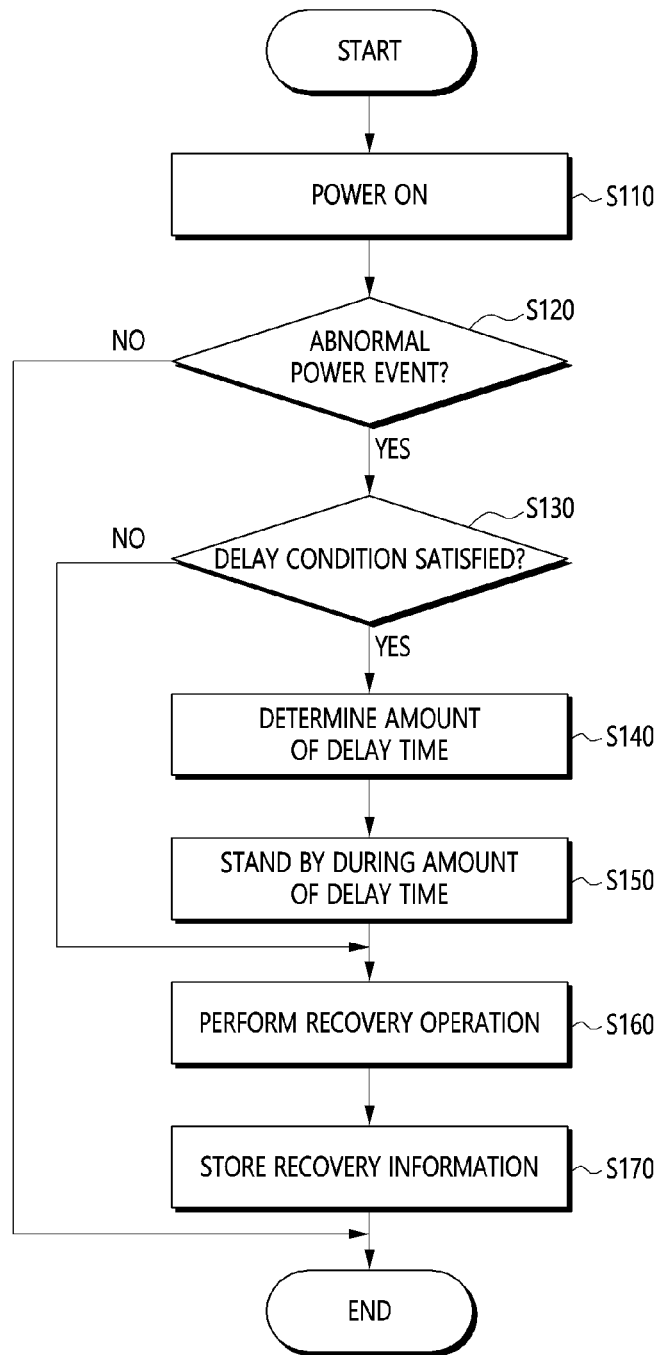 START
POWER ON
S110
S120
NO
ABNORMAL
POWER EVENT?
YES
S130
NO
DELAY CONDITION SATISFIED?
YES
DETERMINE AMOUNT
OF DELAY TIME
S140
STAND BY DURING AMOUNT
OF DELAY TIME
S150
PERFORM RECOVERY OPERATION
S160
STORE RECOVERY INFORMATION
S170
END